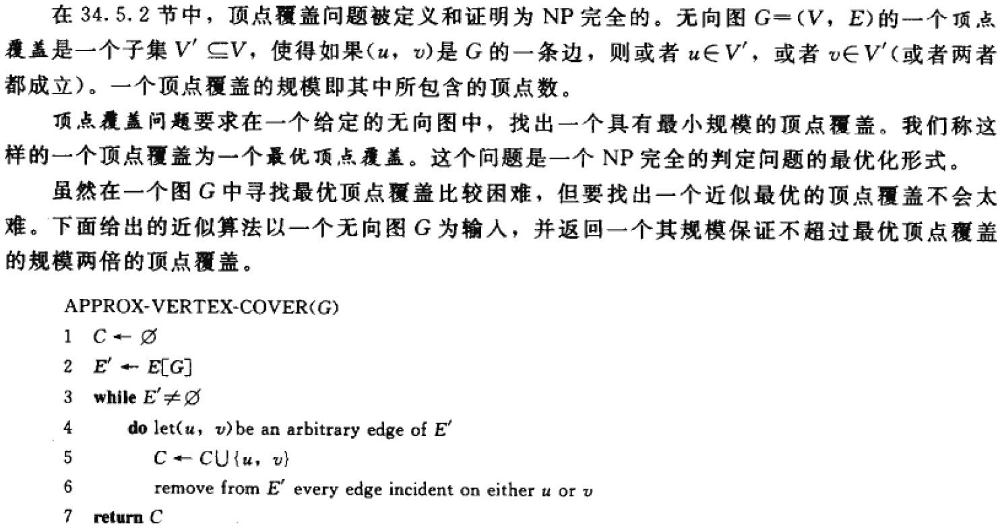 在 34.5.2 节中，顶点覆盖问题被定义和证明为 NP 完全的。无向图 G=(V, E)的一个顶点
覆盖是一个子集 V′ ⊆V，使得如果(u, v)是 G 的一条边，则或者 u∈V′，或者 v∈V′(或者两者
都成立)。一个顶点覆盖的规模即其中所包含的顶点数。
顶点覆盖问题要求在一个给定的无向图中，找出一个具有最小规模的顶点覆盖。我们称这
样的一个顶点覆盖为一个最优顶点覆盖。这个问题是一个 NP 完全的判定问题的最优化形式。
虽然在一个图 G 中寻找最优顶点覆盖比较困难，但要找出一个近似最优的顶点覆盖不会太
难。下面给出的近似算法以一个无向图 G 为输入，并返回一个其规模保证不超过最优顶点覆盖
的规模两倍的顶点覆盖。
APPROX-VERTEX-COVER(G)
1 C ← ∅
2 E′ ← E[G]
3 while E′≠∅
4 do let(u, v)be an arbitrary edge of E′
5 C ← C∪{u, v}
6 remove from E′ every edge incident on either u or v
7 return C